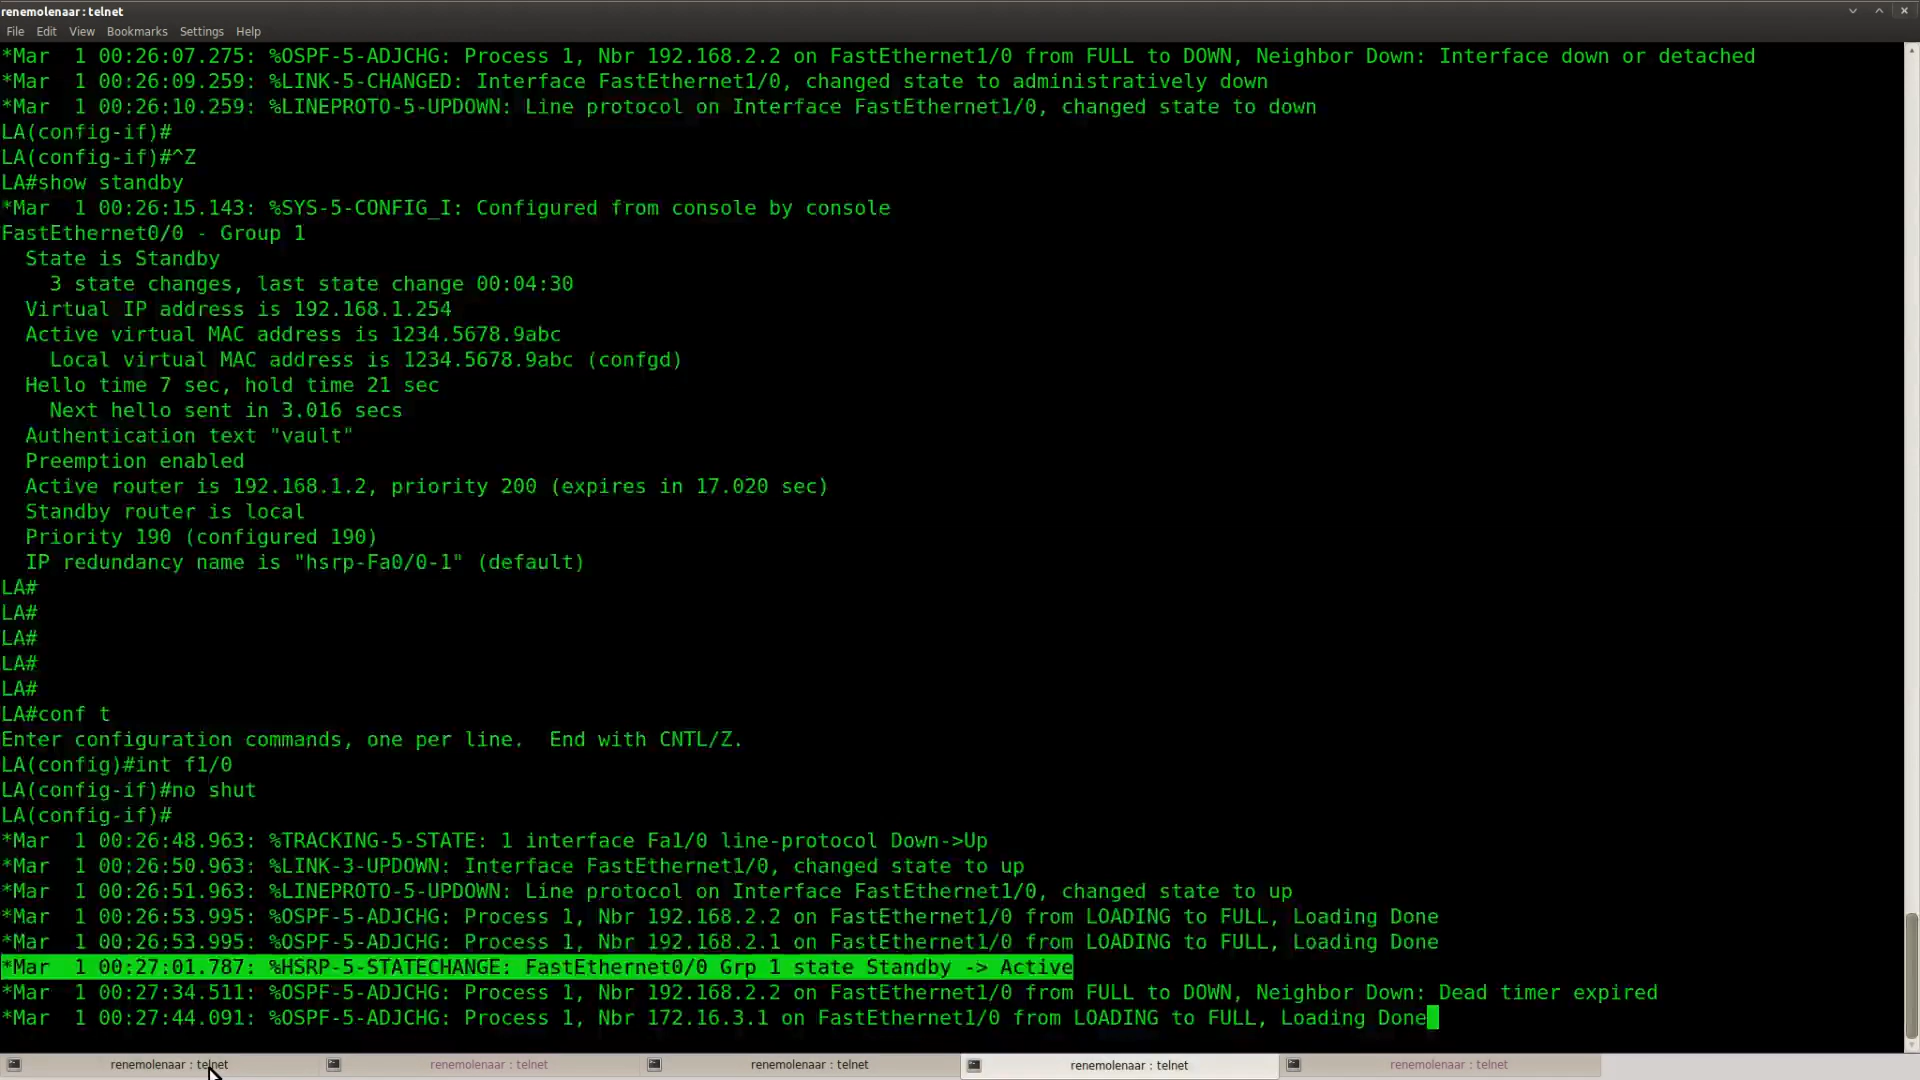 renemolenaar : telnet
File Edit View Bookmarks Settings Help
*Mar  1 00:26:07.275: %OSPF-5-ADJCHG: Process 1, Nbr 192.168.2.2 on FastEthernet1/0 from FULL to DOWN, Neighbor Down: Interface down or detached
*Mar  1 00:26:09.259: %LINK-5-CHANGED: Interface FastEthernet1/0, changed state to administratively down
*Mar  1 00:26:10.259: %LINEPROTO-5-UPDOWN: Line protocol on Interface FastEthernet1/0, changed state to down
LA(config-if)#
LA(config-if)#^Z
LA#show standby
*Mar  1 00:26:15.143: %SYS-5-CONFIG_I: Configured from console by console
FastEthernet0/0 - Group 1
  State is Standby
    3 state changes, last state change 00:04:30
  Virtual IP address is 192.168.1.254
  Active virtual MAC address is 1234.5678.9abc
    Local virtual MAC address is 1234.5678.9abc (confgd)
  Hello time 7 sec, hold time 21 sec
    Next hello sent in 3.016 secs
  Authentication text "vault"
  Preemption enabled
  Active router is 192.168.1.2, priority 200 (expires in 17.020 sec)
  Standby router is local
  Priority 190 (configured 190)
  IP redundancy name is "hsrp-Fa0/0-1" (default)
LA#
LA#
LA#
LA#
LA#
LA#conf t
Enter configuration commands, one per line.  End with CNTL/Z.
LA(config)#int f1/0
LA(config-if)#no shut
LA(config-if)#
*Mar  1 00:26:48.963: %TRACKING-5-STATE: 1 interface Fa1/0 line-protocol Down->Up
*Mar  1 00:26:50.963: %LINK-3-UPDOWN: Interface FastEthernet1/0, changed state to up
*Mar  1 00:26:51.963: %LINEPROTO-5-UPDOWN: Line protocol on Interface FastEthernet1/0, changed state to up
*Mar  1 00:26:53.995: %OSPF-5-ADJCHG: Process 1, Nbr 192.168.2.2 on FastEthernet1/0 from LOADING to FULL, Loading Done
*Mar  1 00:26:53.995: %OSPF-5-ADJCHG: Process 1, Nbr 192.168.2.1 on FastEthernet1/0 from LOADING to FULL, Loading Done
*Mar  1 00:27:01.787: %HSRP-5-STATECHANGE: FastEthernet0/0 Grp 1 state Standby -> Active
*Mar  1 00:27:34.511: %OSPF-5-ADJCHG: Process 1, Nbr 192.168.2.2 on FastEthernet1/0 from FULL to DOWN, Neighbor Down: Dead timer expired
*Mar  1 00:27:44.091: %OSPF-5-ADJCHG: Process 1, Nbr 172.16.3.1 on FastEthernet1/0 from LOADING to FULL, Loading Done
renemolenaar : telnet renemolenaar : telnet renemolenaar : telnet renemolenaar : telnet renemolenaar : telnet